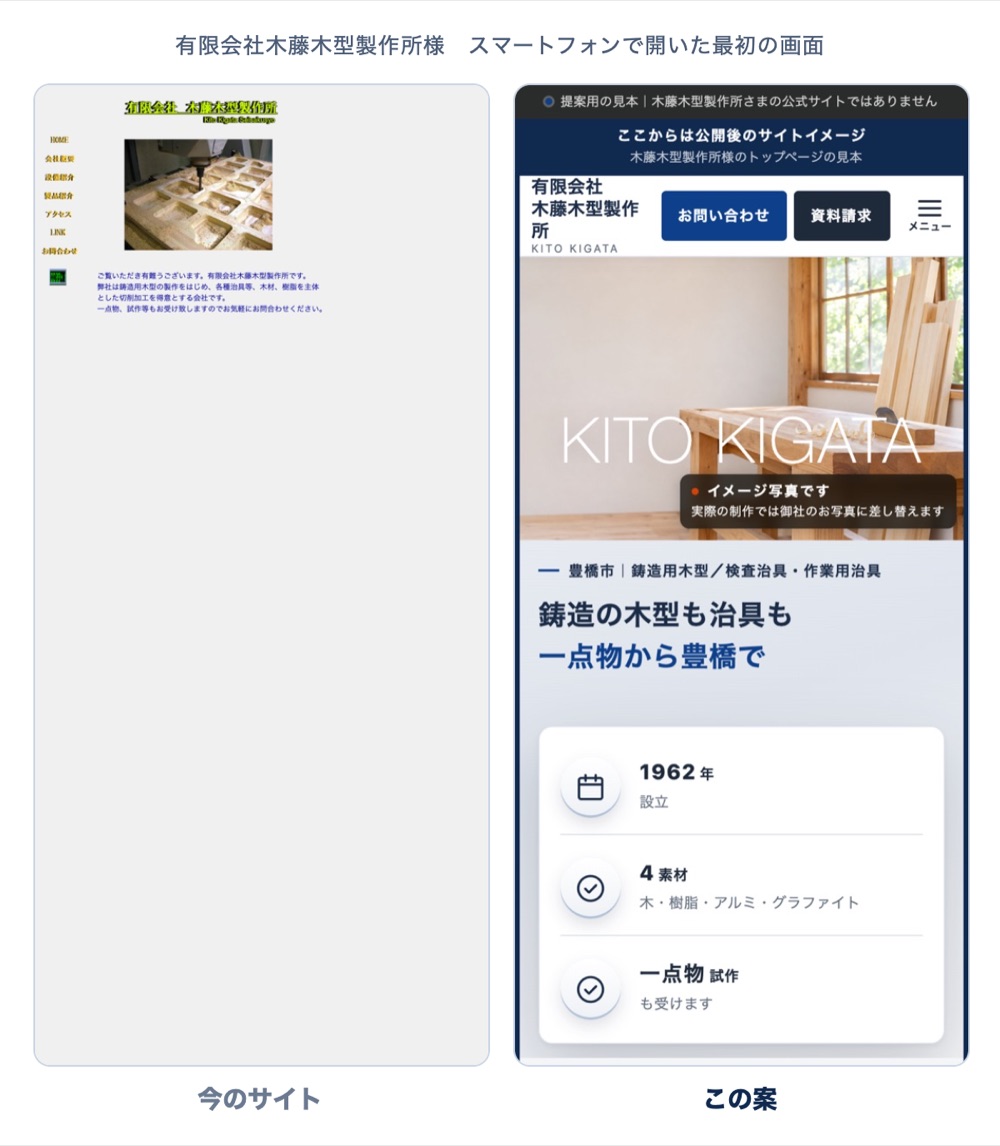 有限会社木藤木型製作所様　スマートフォンで開いた最初の画面
有限会社 木藤木型製作所
HOME
会社概要
設備紹介
製品紹介
アクセス
LINK
お問合わせ
ご覧いただき有難うございます。有限会社木藤木型製作所です。
弊社は鋳造用木型の製作をはじめ、各種治具等、木材、樹脂を主体
とした切削加工を得意とする会社です。
一点物、試作等もお受け致しますのでお気軽にお問合わせください。
今のサイト
提案用の見本｜木藤木型製作所さまの公式サイトではありません
ここからは公開後のサイトイメージ
木藤木型製作所様のトップページの見本
有限会社
木藤木型製作
所
KITO KIGATA
お問い合わせ
資料請求
メニュー
KITO KIGATA
イメージ写真です
実際の制作では御社のお写真に差し替えます
豊橋市｜鋳造用木型／検査治具・作業用治具
鋳造の木型も治具も
一点物から豊橋で
1962 年
設立
4 素材
木・樹脂・アルミ・グラファイト
一点物 試作
も受けます
この案